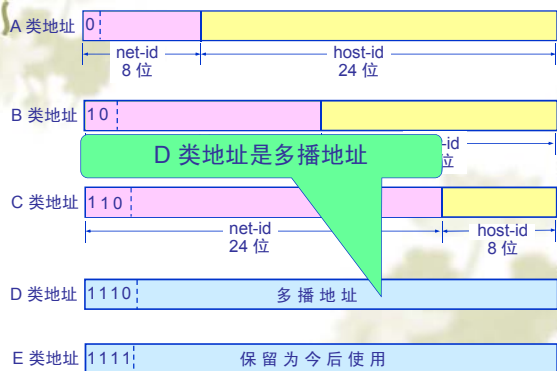 A 类地址 0
net-id host-id
8 位 24 位
B 类地址 10
-id
位
D 类地址是多播地址
C 类地址 110
net-id host-id
24 位 8 位
D 类地址 1110 多播地址
E 类地址 1111 保留为今后使用